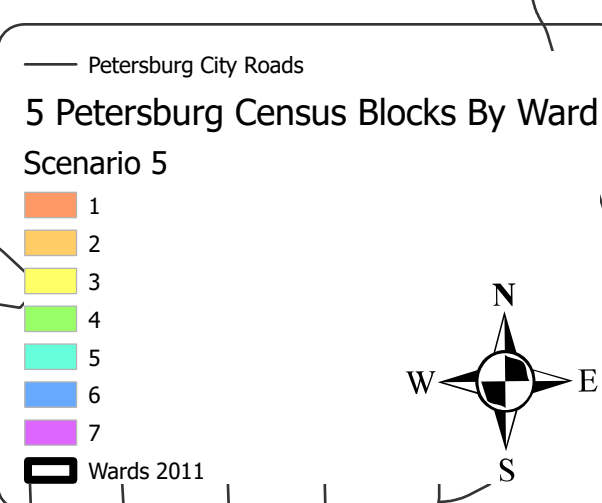 Petersburg City Roads
5 Petersburg Census Blocks By Ward
Scenario 5
1
2
3
4
5
6
7
Wards 2011
N
W E
S